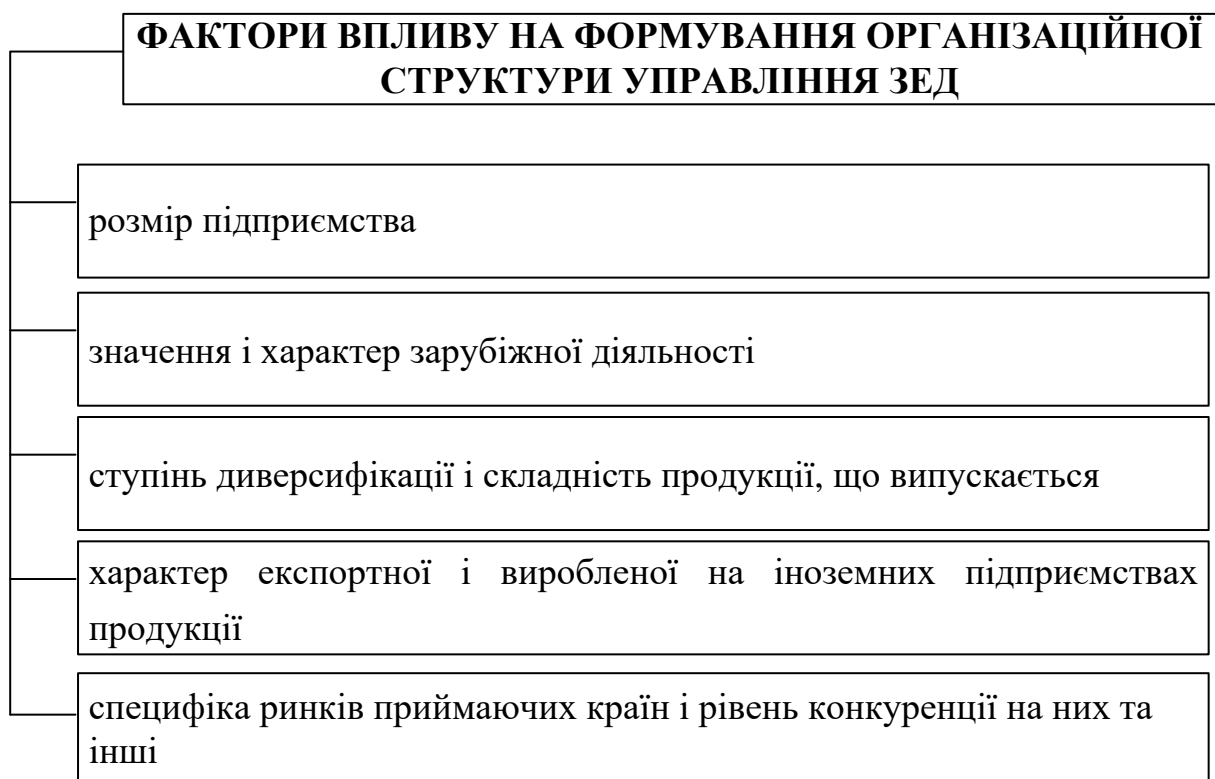 ФАКТОРИ ВПЛИВУ НА ФОРМУВАННЯ ОРГАНІЗАЦІЙНОЇ
СТРУКТУРИ УПРАВЛІННЯ ЗЕД
розмір підприємства
значення і характер зарубіжної діяльності
ступінь диверсифікації і складність продукції, що випускається
характер експортної і виробленої на іноземних підприємствах
продукції
специфіка ринків приймаючих країн і рівень конкуренції на них та
інші